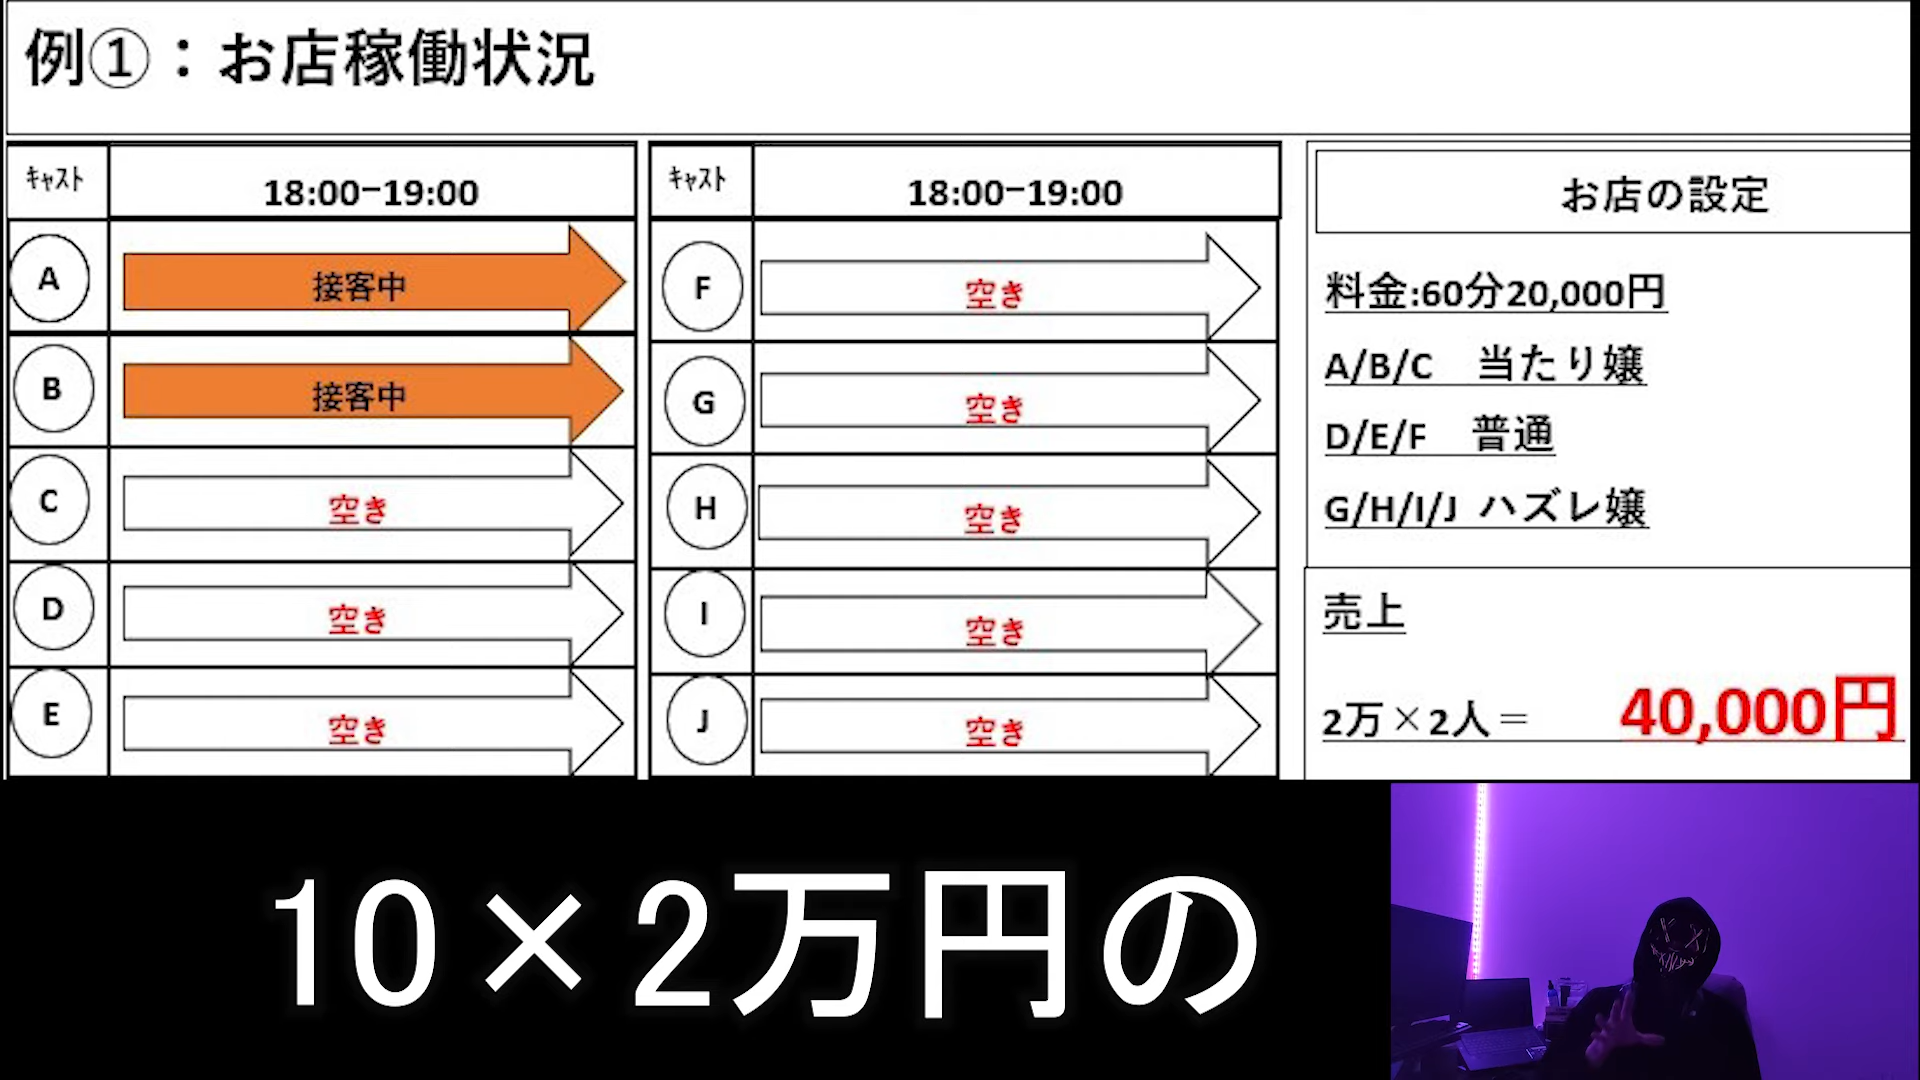 例①：お店稼働状況
ｷｬｽﾄ
18:00-19:00
A
接客中
B
接客中
C
空き
D
空き
E
空き
ｷｬｽﾄ
18:00-19:00
F
空き
G
空き
H
空き
I
空き
J
空き
お店の設定
料金:60分20,000円
A/B/C 当たり嬢
D/E/F 普通
G/H/I/J ハズレ嬢
売上
2万×2人＝ 40,000円
10×2万円の